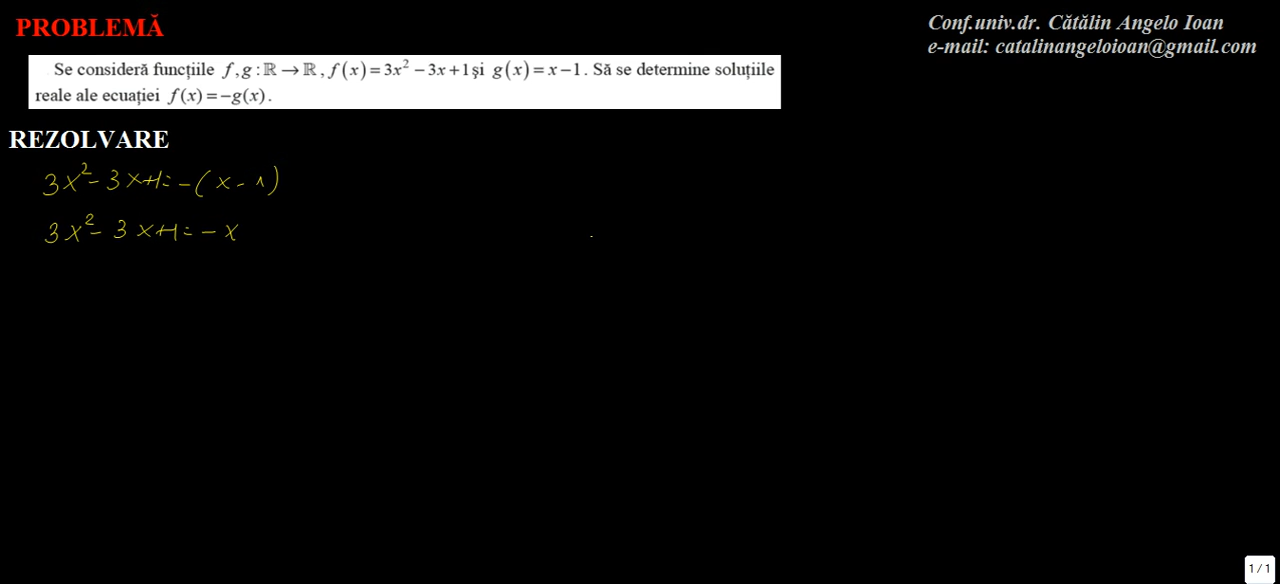 PROBLEMĂ
Conf.univ.dr. Cătălin Angelo Ioan
e-mail: catalinangeloioan@gmail.com
Se consideră funcțiile f,g:ℝ→ℝ, f(x)=3x²−3x+1 și g(x)=x−1. Să se determine soluțiile
reale ale ecuației f(x)=−g(x).
REZOLVARE
3x²-3x+1=-(x-1)
3x²-3x+1=-x
1/1